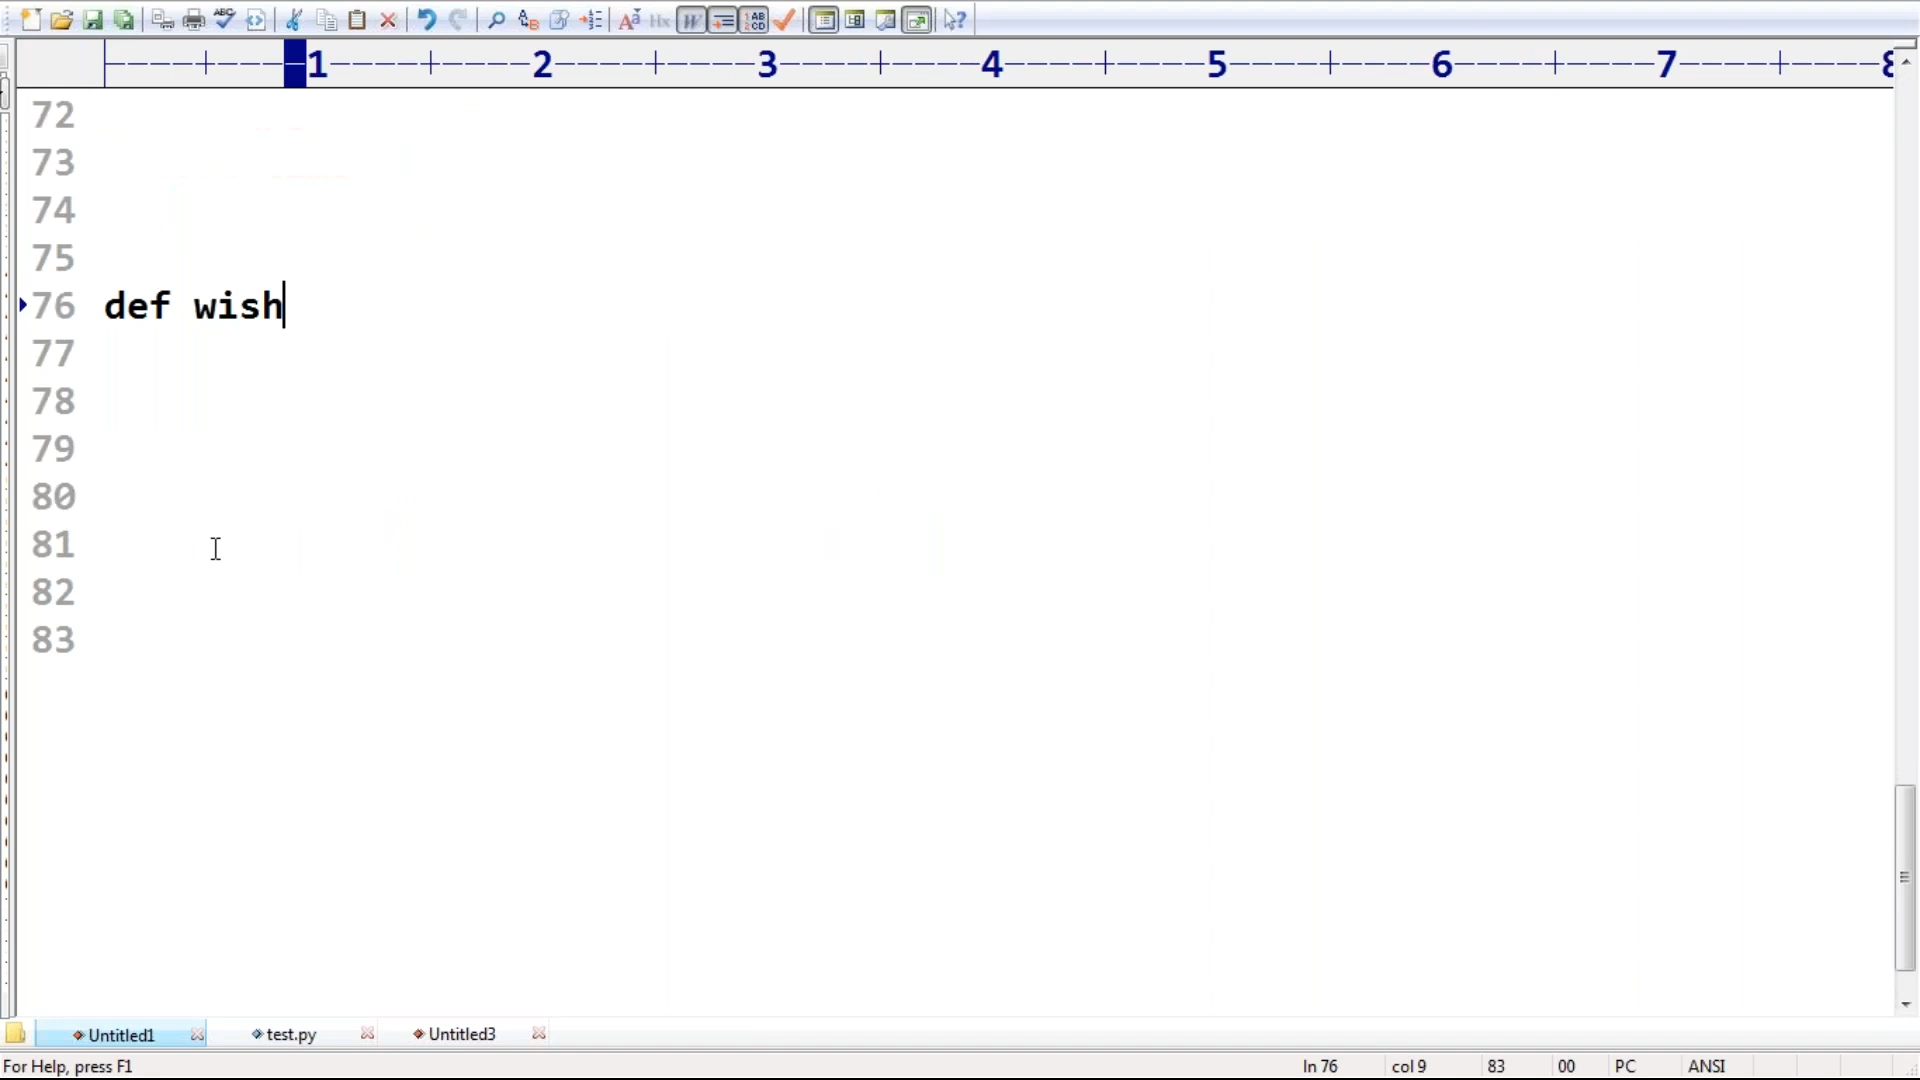 1 2 3 4 5 6 7 8
72
73
74
75
76 def wish
77
78
79
80
81
82
83
Untitled1 test.py Untitled3
For Help, press F1 ln 76 col 9 83 00 PC ANSI